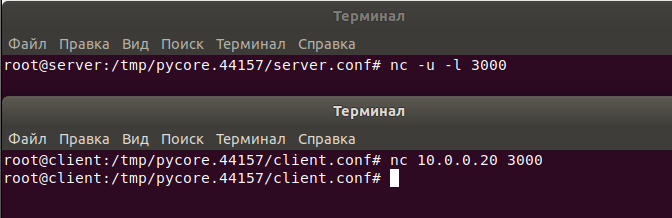 Терминал
Файл Правка Вид Поиск Терминал Справка
root@server:/tmp/pycore.44157/server.conf# nc -u -l 3000
Терминал
Файл Правка Вид Поиск Терминал Справка
root@client:/tmp/pycore.44157/client.conf# nc 10.0.0.20 3000
root@client:/tmp/pycore.44157/client.conf#